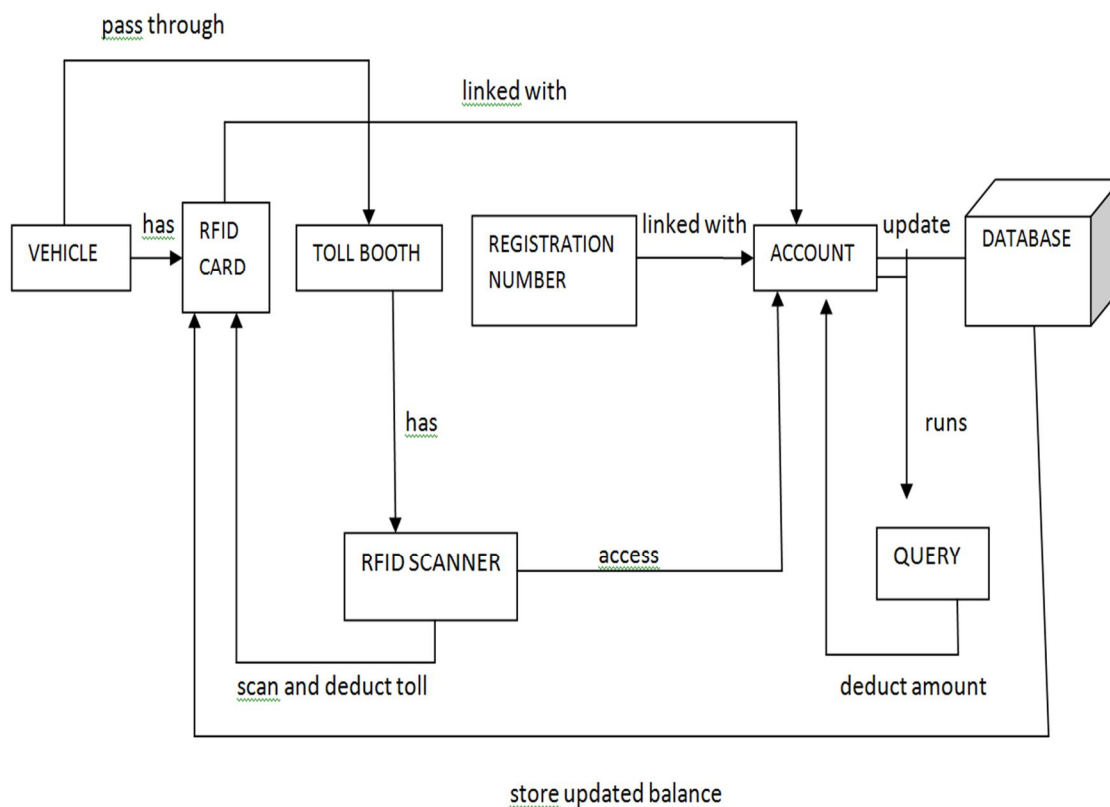 pass through
linked with
has
VEHICLE
RFID
CARD
TOLL BOOTH
REGISTRATION
NUMBER
linked with
ACCOUNT
update
DATABASE
has
runs
RFID SCANNER
access
QUERY
scan and deduct toll
deduct amount
store updated balance